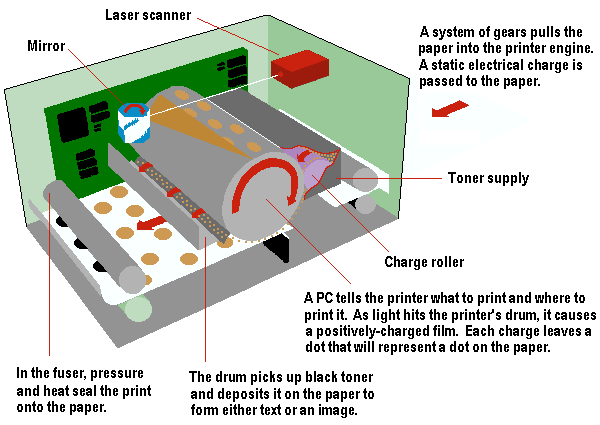 Laser scanner
Mirror
A system of gears pulls the
paper into the printer engine.
A static electrical charge is
passed to the paper.
Toner supply
Charge roller
A PC tells the printer what to print and where to
print it. As light hits the printer's drum, it causes
a positively-charged film. Each charge leaves a
dot that will represent a dot on the paper.
In the fuser, pressure
and heat seal the print
onto the paper.
The drum picks up black toner
and deposits it on the paper to
form either text or an image.